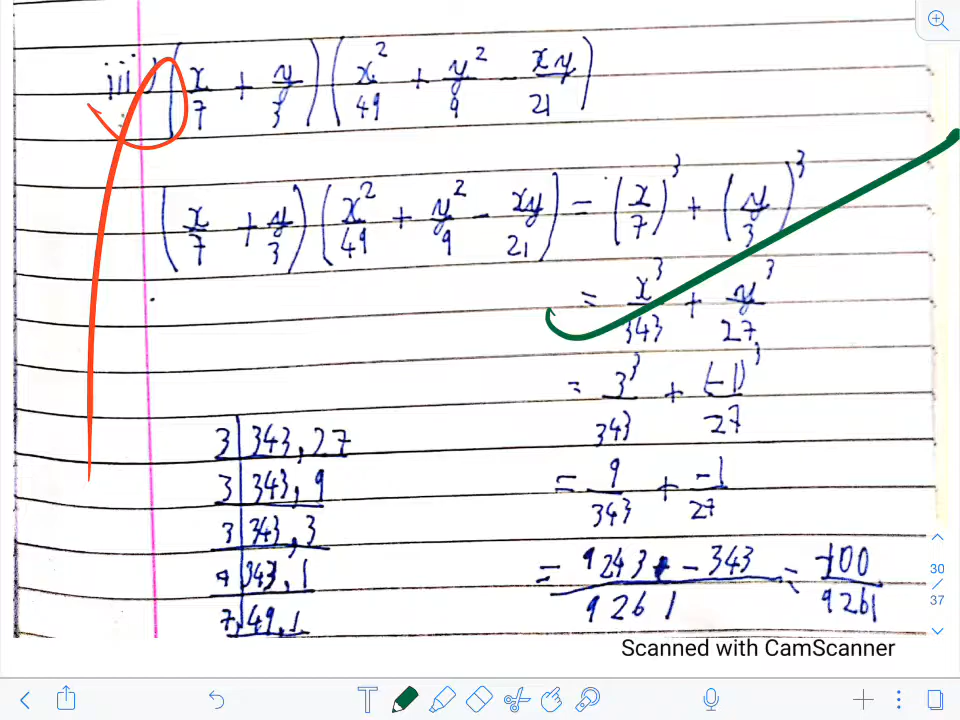 iii) (x/7 + y/3) (x²/49 + y²/9 - xy/21)
(x/7 + y/3) (x²/49 + y²/9 - xy/21) = (x/7)³ + (y/3)³
= x³/343 + y³/27
= 3³/343 + (-1)³/27
= 9/343 + -1/27
3 | 343, 27
3 | 343, 9
3 | 343, 3
7 | 343, 1
7 | 49, 1
= 9243 - 343/9261 = -100/9261
30
37
Scanned with CamScanner
T